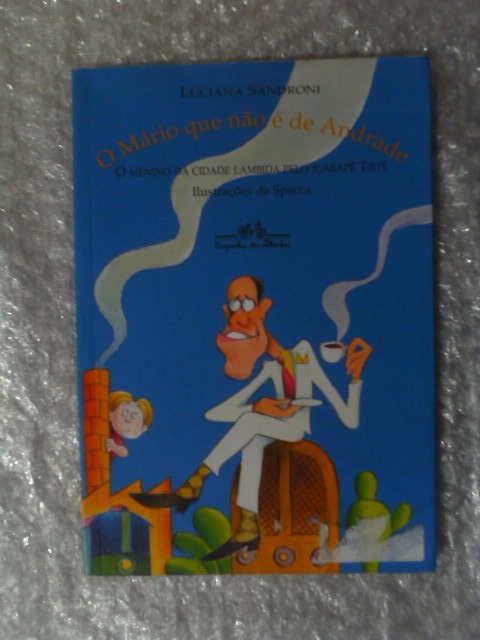 LUCIANA SANDRONI
O Mário que não é de Andrade
O MENINO DA CIDADE LAMBIDA PELO IGARAPÉ TIETÊ
Ilustrações de Spacca
Companhia das Letrinhas